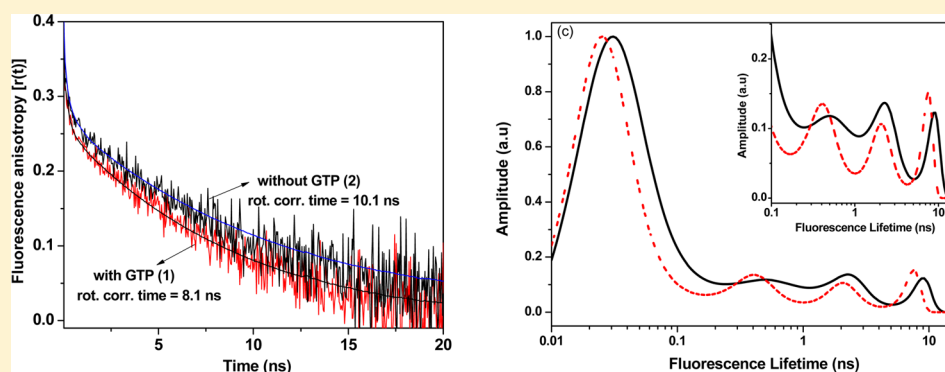 Fluorescence anisotropy [r(t)]
0.4
0.3
0.2
0.1
0.0
without GTP (2)
rot. corr. time = 10.1 ns
with GTP (1)
rot. corr. time = 8.1 ns
5
10
15
20
Time (ns)
(c)
Amplitude (a.u)
1.0
0.8
0.6
0.4
0.2
0.0
0.01
0.1
1
10
Fluorescence Lifetime (ns)
Amplitude (a.u)
0.2
0.1
0.0
0.1
1
10
Fluorescence Lifetime (ns)